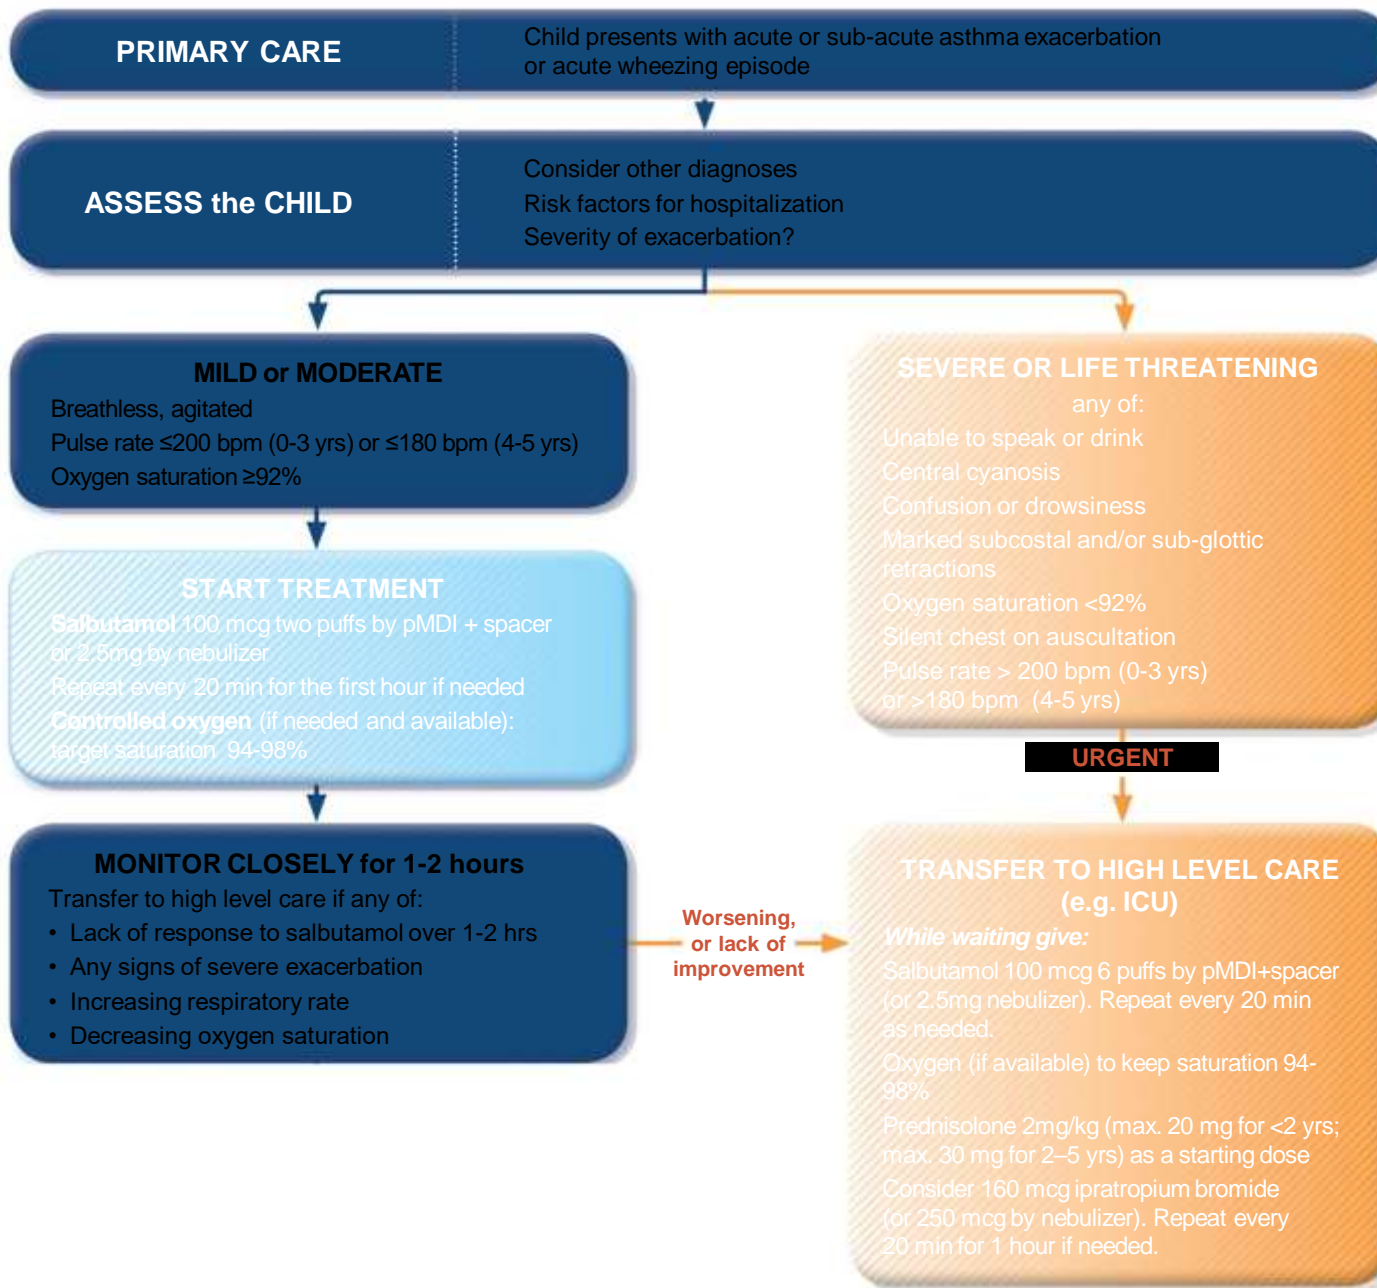 PRIMARY CARE
Child presents with acute or sub-acute asthma exacerbation
or acute wheezing episode
ASSESS the CHILD
Consider other diagnoses
Risk factors for hospitalization
Severity of exacerbation?
MILD or MODERATE
Breathless, agitated
Pulse rate ≤200 bpm (0-3 yrs) or ≤180 bpm (4-5 yrs)
Oxygen saturation ≥92%
SEVERE OR LIFE THREATENING
any of:
Unable to speak or drink
Central cyanosis
Confusion or drowsiness
Marked subcostal and/or sub-glottic
retractions
Oxygen saturation <92%
Silent chest on auscultation
Pulse rate > 200 bpm (0-3 yrs)
or >180 bpm (4-5 yrs)
START TREATMENT
Salbutamol 100 mcg two puffs by pMDI + spacer
or 2.5mg by nebulizer
Repeat every 20 min for the first hour if needed
Controlled oxygen (if needed and available):
target saturation 94-98%
URGENT
MONITOR CLOSELY for 1-2 hours
Transfer to high level care if any of:
• Lack of response to salbutamol over 1-2 hrs
• Any signs of severe exacerbation
• Increasing respiratory rate
• Decreasing oxygen saturation
Worsening,
or lack of
improvement
TRANSFER TO HIGH LEVEL CARE
(e.g. ICU)
While waiting give:
Salbutamol 100 mcg 6 puffs by pMDI+spacer
(or 2.5mg nebulizer). Repeat every 20 min
as needed.
Oxygen (if available) to keep saturation 94-
98%
Prednisolone 2mg/kg (max. 20 mg for <2 yrs;
max. 30 mg for 2–5 yrs) as a starting dose
Consider 160 mcg ipratropium bromide
(or 250 mcg by nebulizer). Repeat every
20 min for 1 hour if needed.